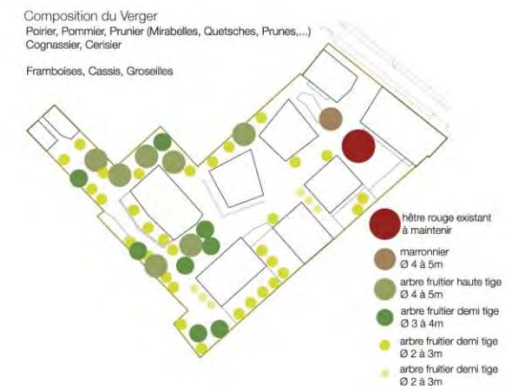 Composition du Verger
Poirier, Pommier, Prunier (Mirabelles, Quetsches, Prunes,...)
Cognassier, Cerisier
Framboises, Cassis, Groseilles
hêtre rouge existant
à maintenir
marronnier
Ø 4 à 5m
arbre fruitier haute tige
Ø 4 à 5m
arbre fruitier demi tige
Ø 3 à 4m
arbre fruitier demi tige
Ø 2 à 3m
arbre fruitier demi tige
Ø 2 à 3m